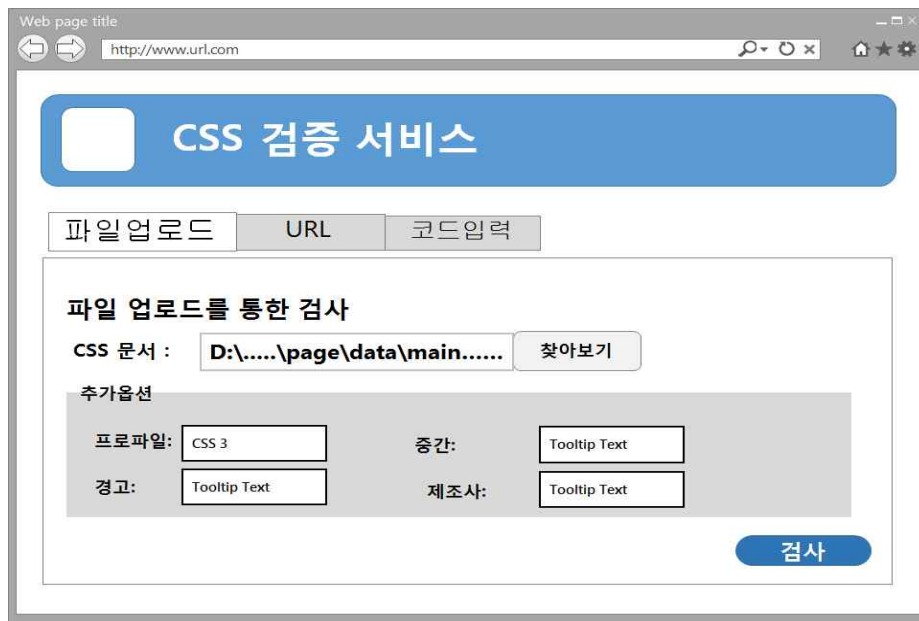 Web page title
http://www.url.com
CSS 검증 서비스
파일업로드 URL 코드입력
파일 업로드를 통한 검사
CSS 문서 : D:\.....\page\data\main...... 찾아보기
추가옵션
프로파일: CSS 3 중간: Tooltip Text
경고: Tooltip Text 제조사: Tooltip Text
검사